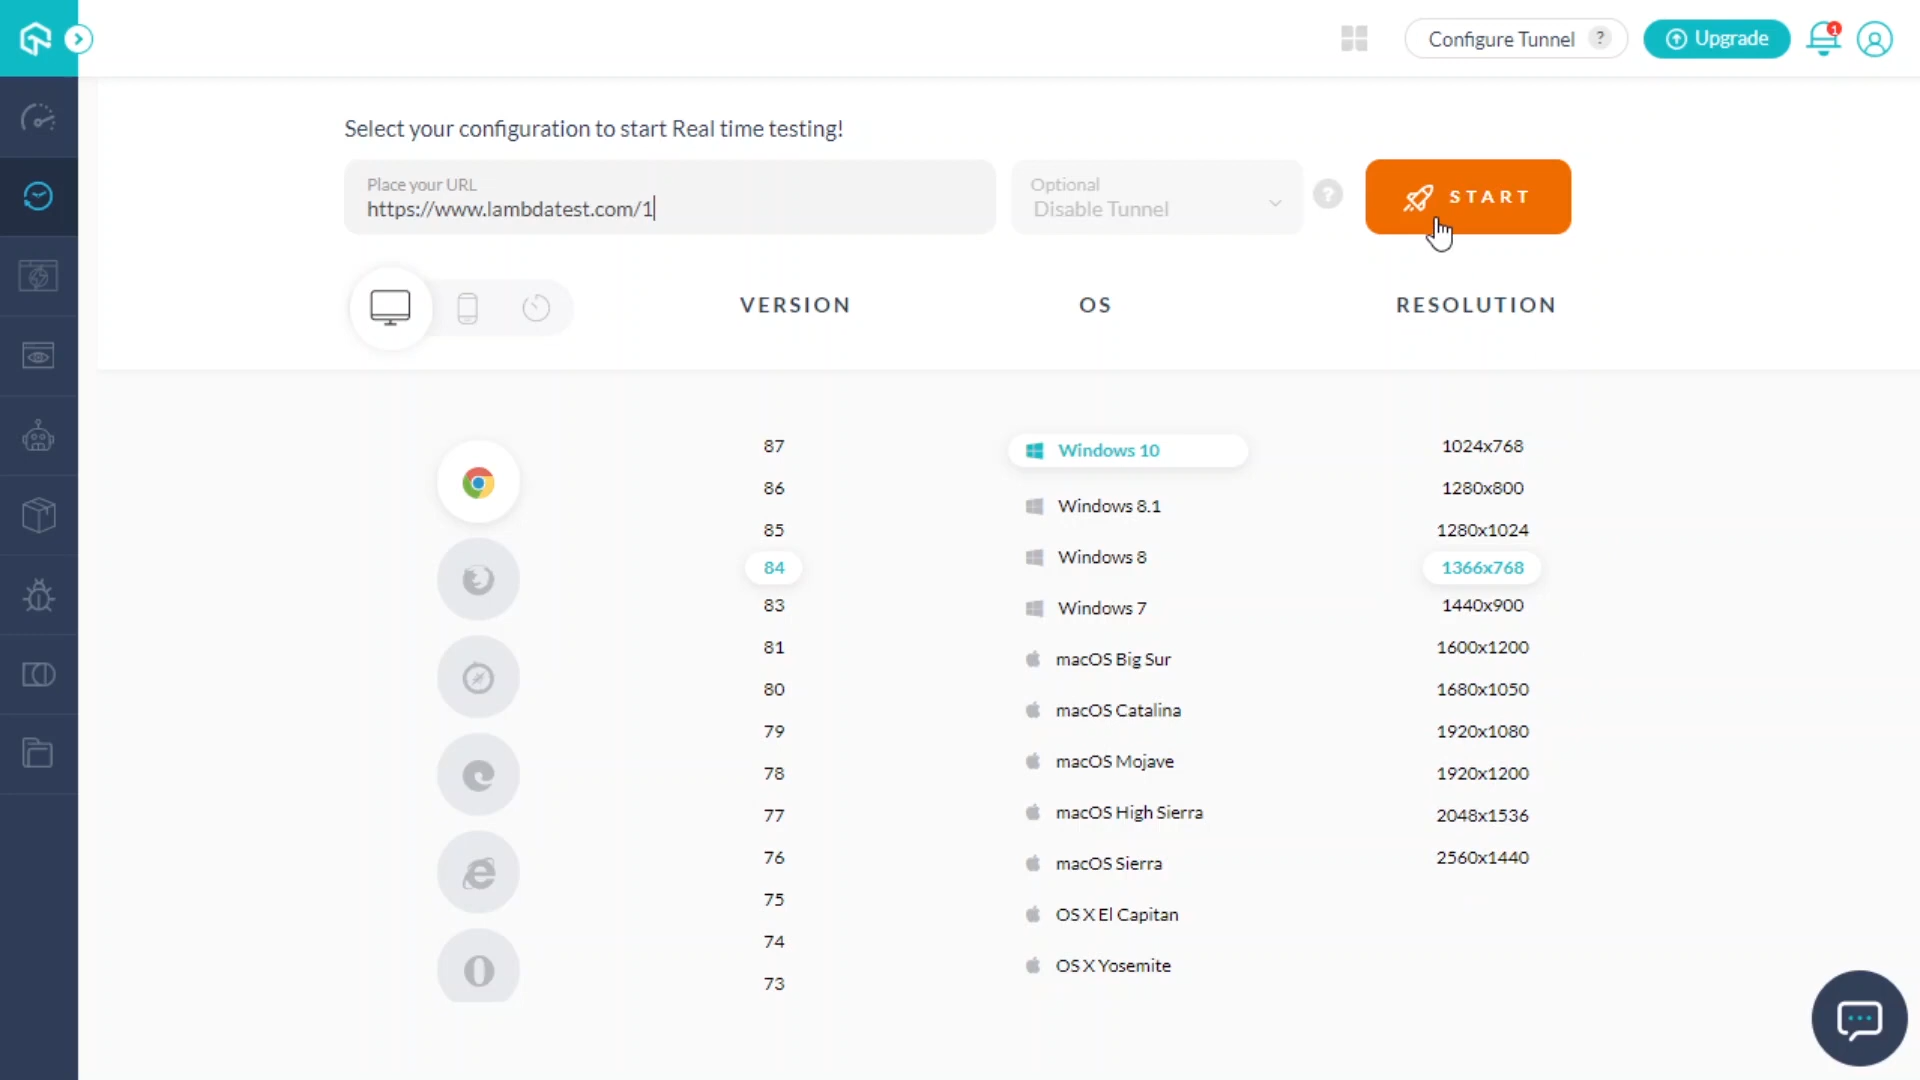 Configure Tunnel ?
Upgrade
1
Select your configuration to start Real time testing!
Place your URL
https://www.lambdatest.com/1
Optional
Disable Tunnel
?
START
VERSION
OS
RESOLUTION
87
86
85
84
83
81
80
79
78
77
76
75
74
73
Windows 10
Windows 8.1
Windows 8
Windows 7
macOS Big Sur
macOS Catalina
macOS Mojave
macOS High Sierra
macOS Sierra
OS X El Capitan
OS X Yosemite
1024x768
1280x800
1280x1024
1366x768
1440x900
1600x1200
1680x1050
1920x1080
1920x1200
2048x1536
2560x1440